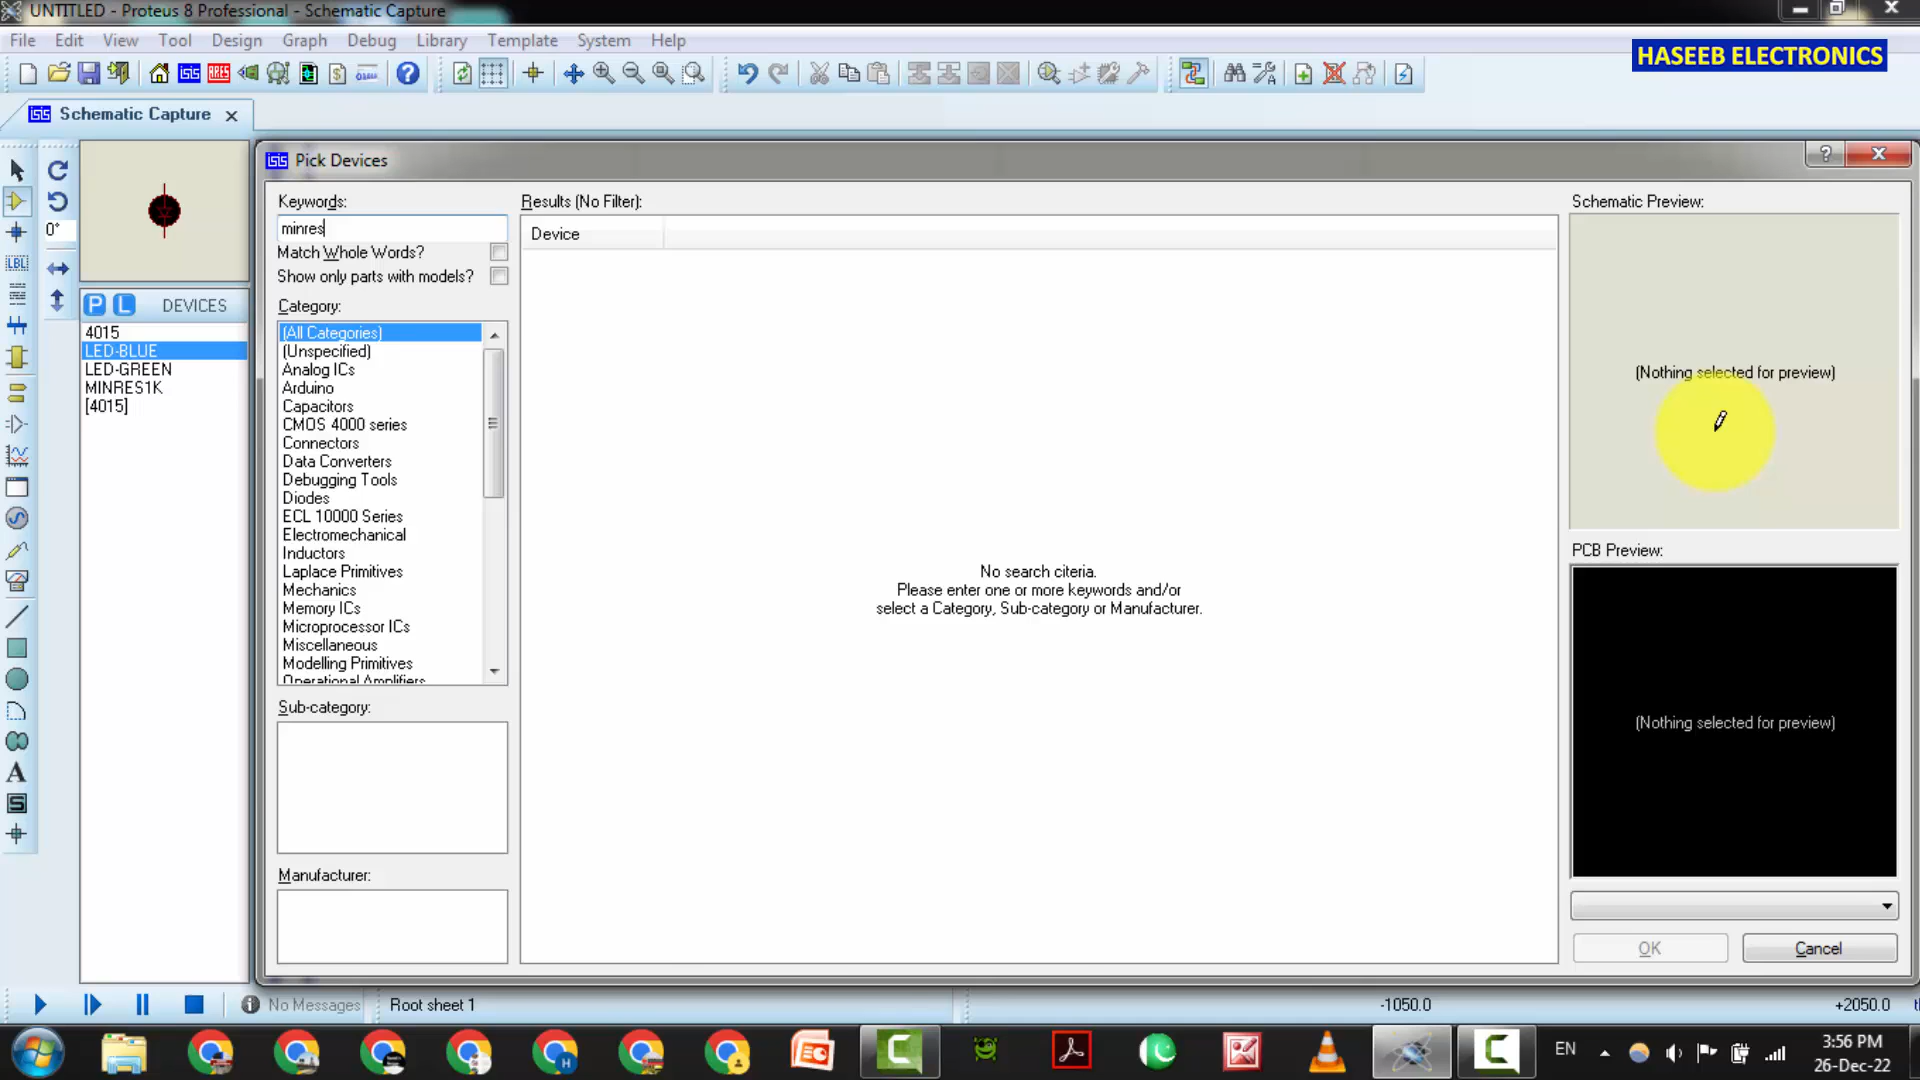 UNTITLED - Proteus 8 Professional - Schematic Capture
File Edit View Tool Design Graph Debug Library Template System Help
HASEEB ELECTRONICS
Schematic Capture
Pick Devices
Keywords:
minres
Match Whole Words?
Show only parts with models?
Category:
(All Categories)
(Unspecified)
Analog ICs
Arduino
Capacitors
CMOS 4000 series
Connectors
Data Converters
Debugging Tools
Diodes
ECL 10000 Series
Electromechanical
Inductors
Laplace Primitives
Mechanics
Memory ICs
Microprocessor ICs
Miscellaneous
Modelling Primitives
Operational Amplifiers
Sub-category:
Manufacturer:
Results (No Filter):
Device
No search citeria.
Please enter one or more keywords and/or
select a Category, Sub-category or Manufacturer.
Schematic Preview:
(Nothing selected for preview)
PCB Preview:
(Nothing selected for preview)
OK Cancel
0°
LBL
P L DEVICES
4015
LED-BLUE
LED-GREEN
MINRES1K
[4015]
No Messages
Root sheet 1
-1050.0
+2050.0
EN
3:56 PM
26-Dec-22